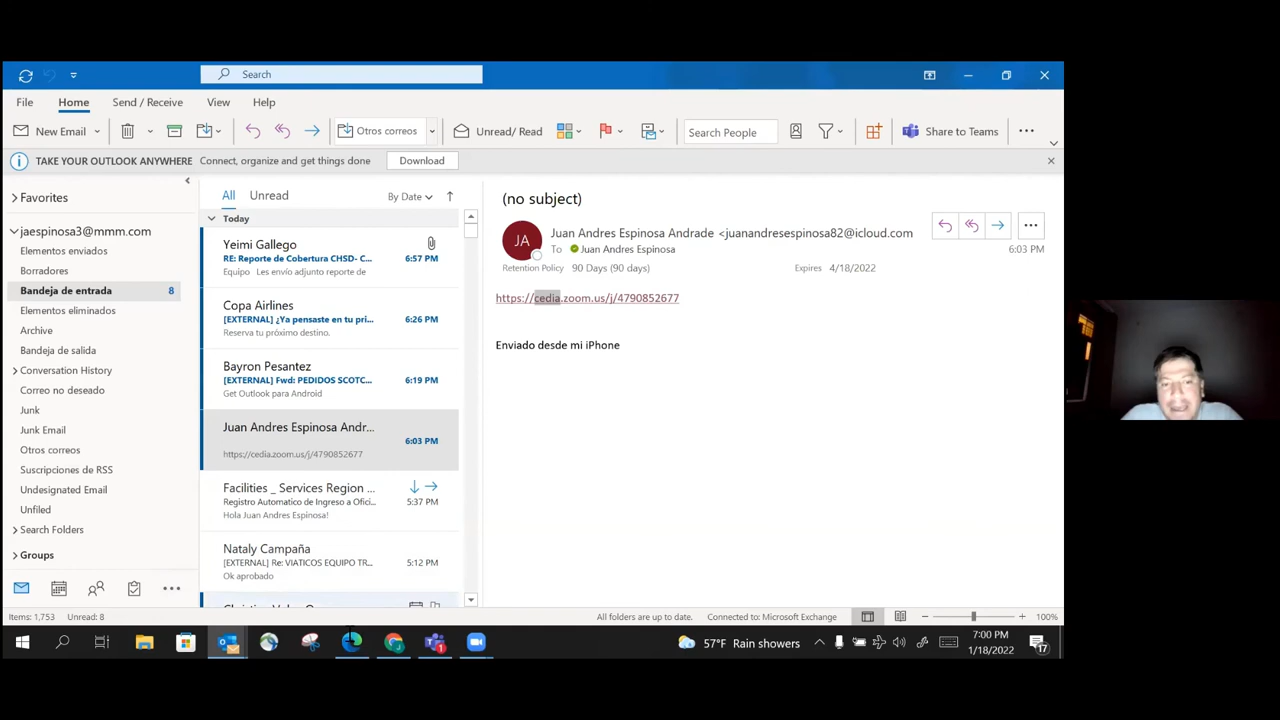 Search
File Home Send / Receive View Help
New Email
Otros correos
Unread/ Read
Search People
Share to Teams
TAKE YOUR OUTLOOK ANYWHERE Connect, organize and get things done Download
Favorites
jaespinosa3@mmm.com
Elementos enviados
Borradores
Bandeja de entrada 8
Elementos eliminados
Archive
Bandeja de salida
Conversation History
Correo no deseado
Junk
Junk Email
Otros correos
Suscripciones de RSS
Undesignated Email
Unfiled
Search Folders
Groups
All Unread By Date
Today
Yeimi Gallego
RE: Reporte de Cobertura CHSD- C... 6:57 PM
Equipo Les envío adjunto reporte de
Copa Airlines
[EXTERNAL] ¿Ya pensaste en tu pri... 6:26 PM
Reserva tu próximo destino.
Bayron Pesantez
[EXTERNAL] Fwd: PEDIDOS SCOTC... 6:19 PM
Get Outlook para Android
Juan Andres Espinosa Andr...
6:03 PM
https://cedia.zoom.us/j/4790852677
Facilities _ Services Region ...
Registro Automatico de Ingreso a Ofici... 5:37 PM
Hola Juan Andres Espinosa!
Nataly Campaña
[EXTERNAL] Re: VIATICOS EQUIPO TR... 5:12 PM
Ok aprobado
(no subject)
JA
Juan Andres Espinosa Andrade <juanandresespinosa82@icloud.com
To Juan Andres Espinosa
6:03 PM
Retention Policy 90 Days (90 days) Expires 4/18/2022
https://cedia.zoom.us/j/4790852677
Enviado desde mi iPhone
Items: 1,753 Unread: 8
All folders are up to date. Connected to: Microsoft Exchange
100%
57°F Rain showers
7:00 PM
1/18/2022
17